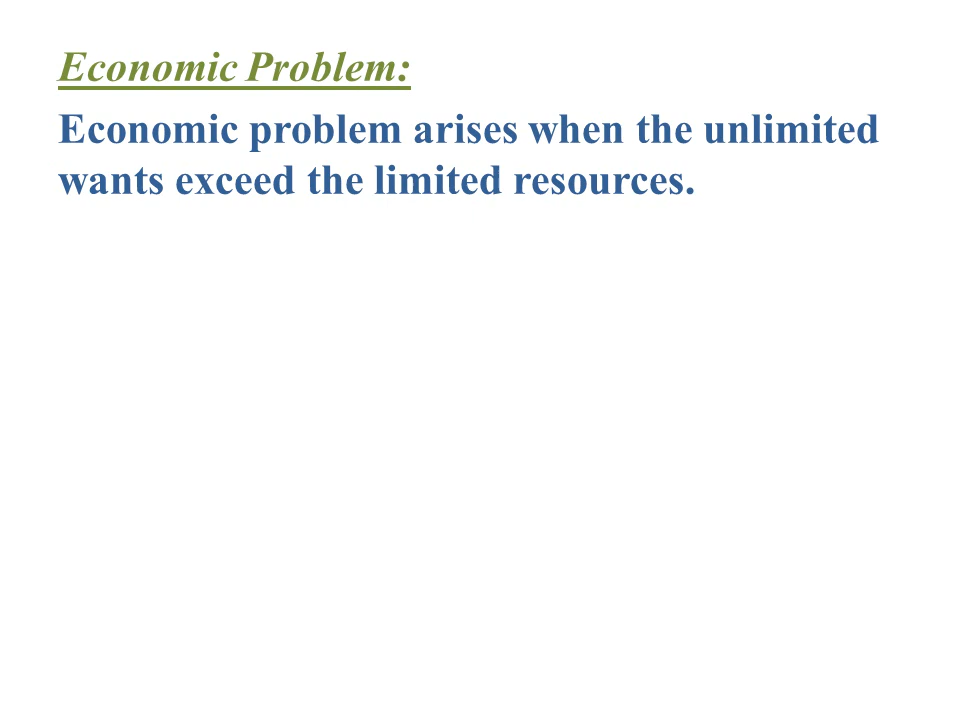 Economic Problem:
Economic problem arises when the unlimited
wants exceed the limited resources.